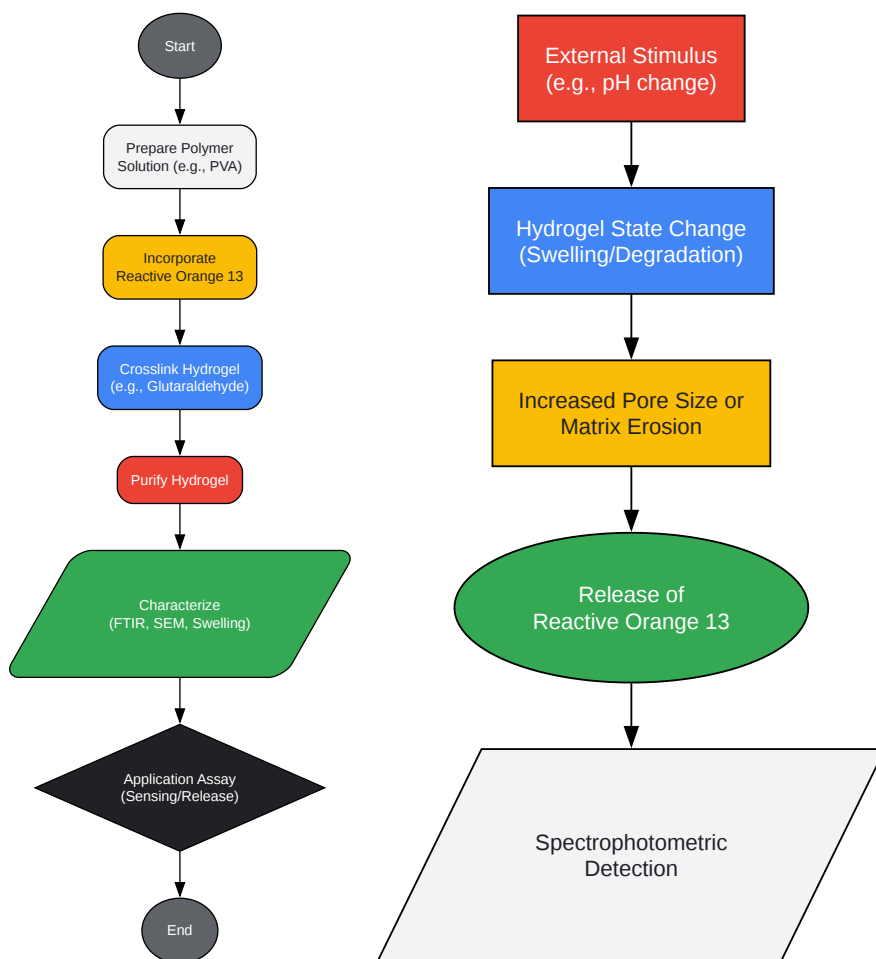 Start
Prepare Polymer
Solution (e.g., PVA)
Incorporate
Reactive Orange 13
Crosslink Hydrogel
(e.g., Glutaraldehyde)
Purify Hydrogel
Characterize
(FTIR, SEM, Swelling)
Application Assay
(Sensing/Release)
End
External Stimulus
(e.g., pH change)
Hydrogel State Change
(Swelling/Degradation)
Increased Pore Size or
Matrix Erosion
Release of
Reactive Orange 13
Spectrophotometric
Detection